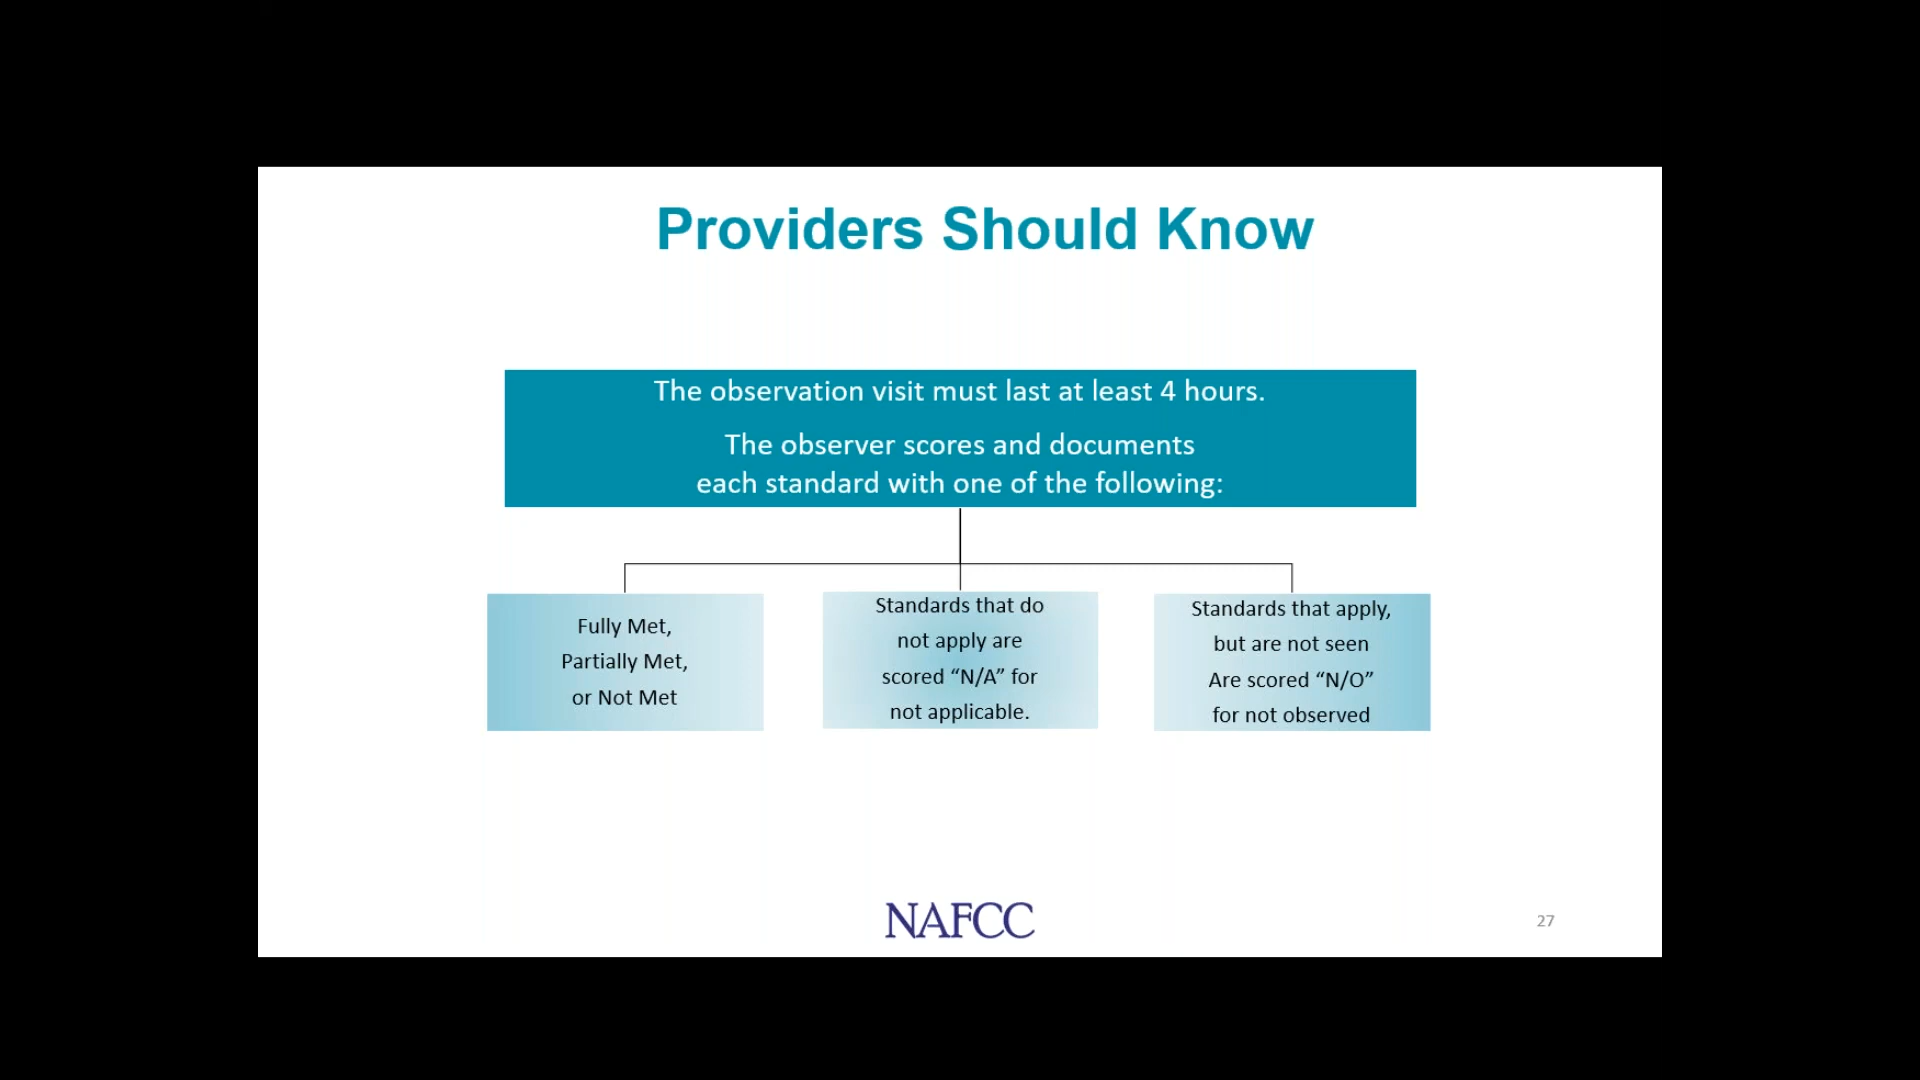 Providers Should Know
The observation visit must last at least 4 hours.
The observer scores and documents
each standard with one of the following:
Fully Met,
Partially Met,
or Not Met
Standards that do
not apply are
scored “N/A” for
not applicable.
Standards that apply,
but are not seen
Are scored “N/O”
for not observed
NAFCC
27